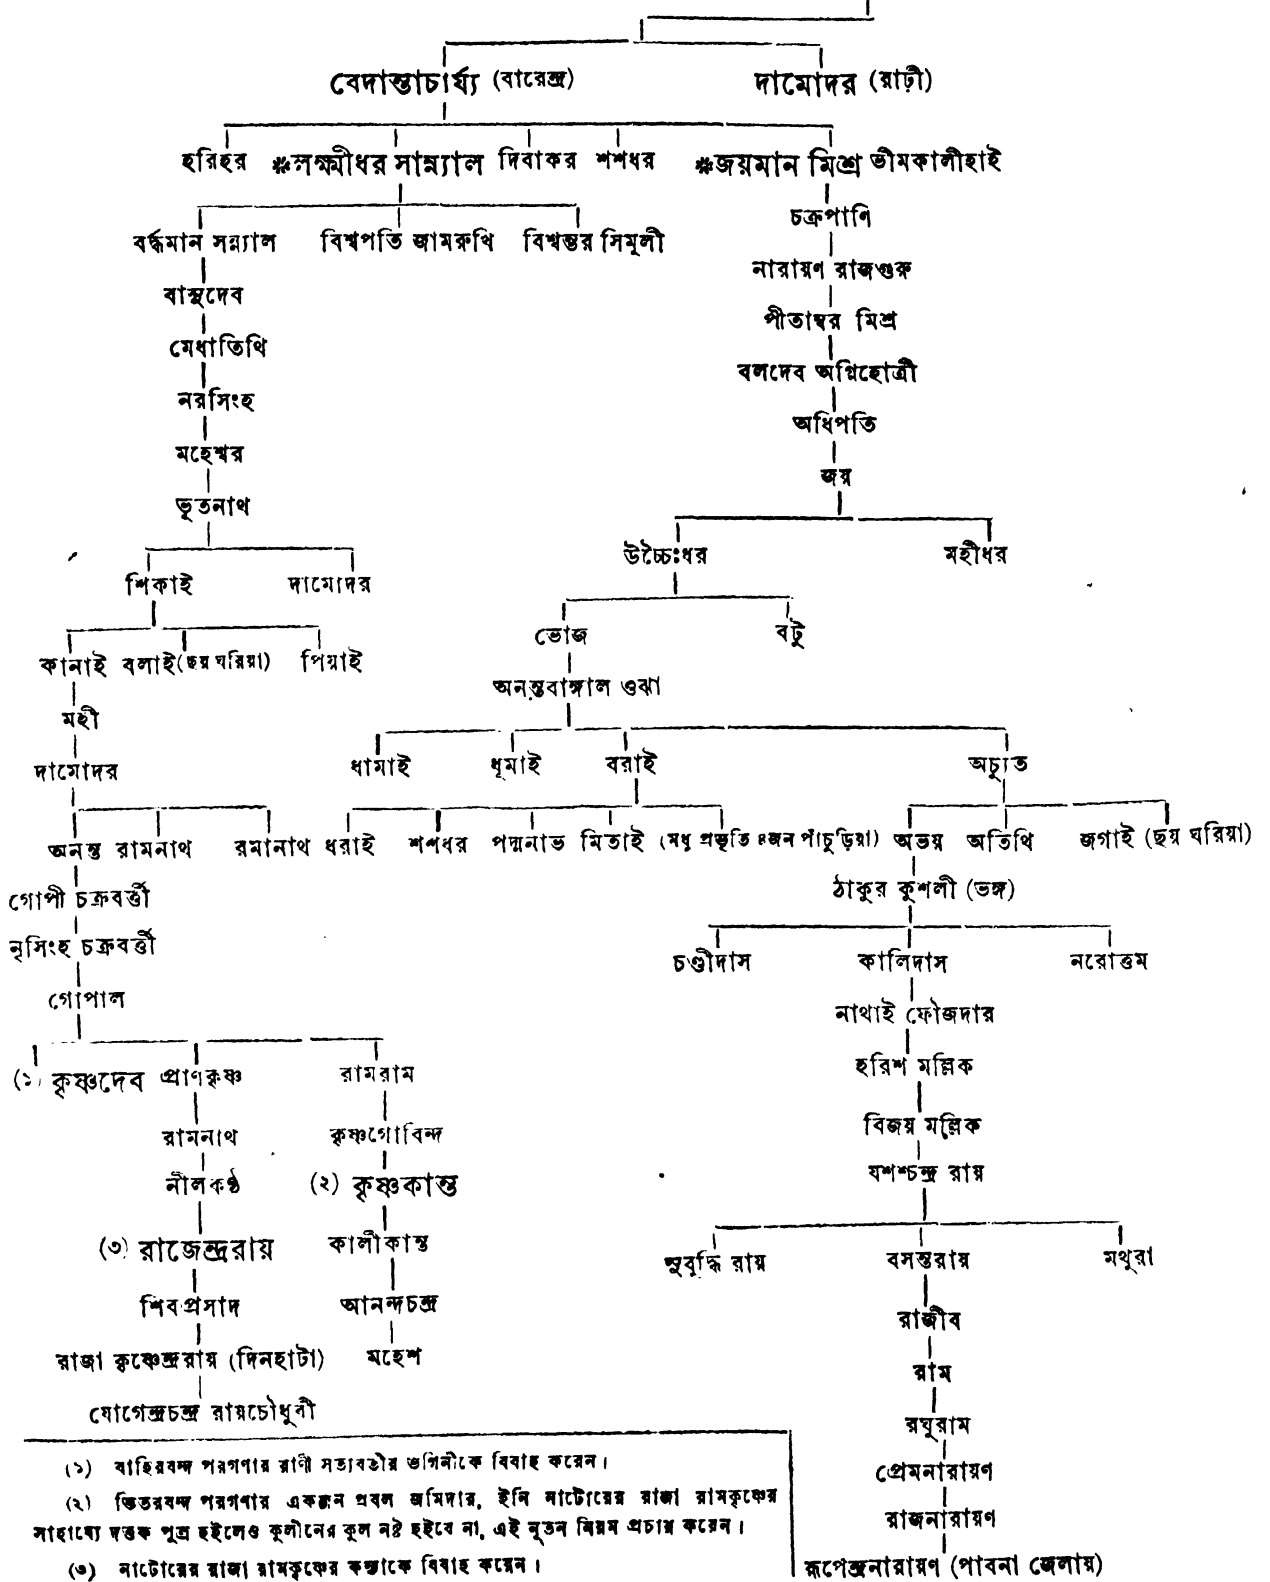 বেদান্তাচার্য্য (বারেন্দ্র) দামোদর (রাঢ়ী)
হরিহর *লক্ষ্মীধর সান্ন্যাল দিবাকর শশধর *জয়মান মিশ্র ভীমকালীহাই
চক্রপাণি
বর্দ্ধমান সন্ন্যাল বিশ্বপতি জামরুখি বিশ্বম্ভর সিমূলী
নারায়ণ রাজগুরু
বাসুদেব
পীতাম্বর মিশ্র
মেধাতিথি
বলদেব অগ্নিহোত্রী
নরসিংহ
অধিপতি
মহেশ্বর
জয়
ভূতনাথ
উচ্চৈঃধর মহীধর
শিকাই দামোদর
ভোজ বটু
কানাই বলাই (ছয় ঘরিয়া) পিয়াই
অনন্তবাঙ্গাল ওঝা
মহী
দামোদর ধামাই ধূমাই বরাই অচ্যুত
অনন্ত রামনাথ রমানাথ ধরাই শশধর পদ্মনাভ মিতাই (মধু প্রভৃতি ৪জন পাঁচুড়িয়া) অভয় অতিথি জগাই (ছয় ঘরিয়া)
গোপী চক্রবর্ত্তী ঠাকুর কুশলী (ভঙ্গ)
নৃসিংহ চক্রবর্ত্তী
চণ্ডীদাস কালিদাস নরোত্তম
গোপাল
নাথাই ফৌজদার
(১) কৃষ্ণদেব প্রাণকৃষ্ণ রামরাম হরিশ মল্লিক
রামনাথ কৃষ্ণগোবিন্দ বিজয় মল্লিক
নীলকণ্ঠ (২) কৃষ্ণকান্ত যশশ্চন্দ্র রায়
(৩) রাজেন্দ্ররায় কালীকান্ত
সুবুদ্ধি রায় বসন্তরায় মথুরা
শিবপ্রসাদ আনন্দচন্দ্র রাজীব
রাজা কৃষ্ণেন্দ্ররায় (দিনহাটা) মহেশ রাম
যোগেন্দ্রচন্দ্র রায়চৌধুরী
রঘুরাম
(১) বাহিরবন্দ পরগণার রাণী সত্যবতীর ভগিনীকে বিবাহ করেন।
প্রেমনারায়ণ
(২) ভিতরবন্দ পরগণার একজন প্রবল জমিদার, ইনি নাটোরের রাজা রামকৃষ্ণের
রাজনারায়ণ
সাহায্যে দত্তক পুত্র হইলেও কুলীনের কুল নষ্ট হইবে না, এই নূতন নিয়ম প্রচার করেন।
(৩) নাটোরের রাজা রামকৃষ্ণের কন্যাকে বিবাহ করেন।
রূপেন্দ্রনারায়ণ (পাবনা জেলায়)